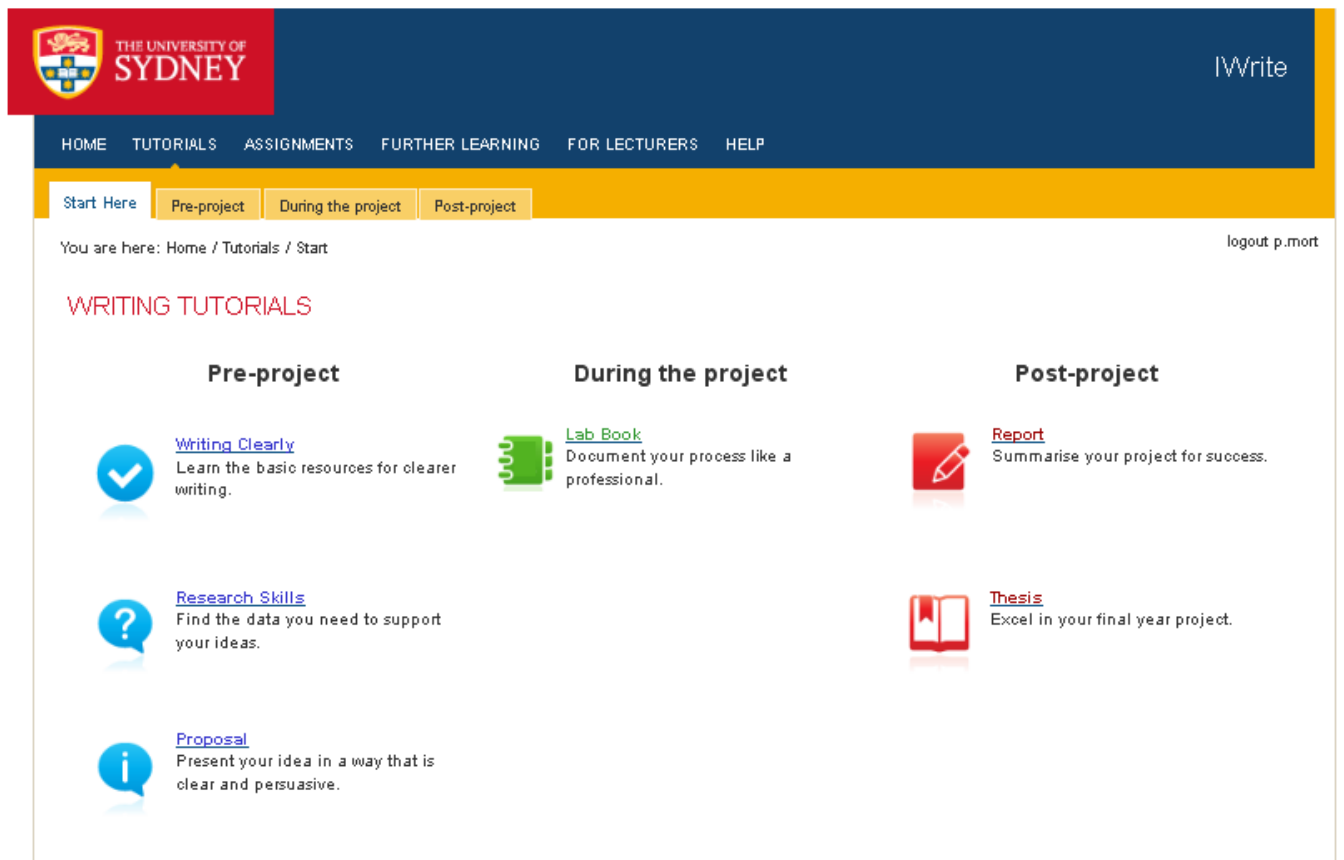 THE UNIVERSITY OF
SYDNEY
IWrite
HOME TUTORIALS ASSIGNMENTS FURTHER LEARNING FOR LECTURERS HELP
Start Here Pre-project During the project Post-project
You are here: Home / Tutorials / Start
logout p.mort
WRITING TUTORIALS
Pre-project
Writing Clearly
Learn the basic resources for clearer
writing.
Research Skills
Find the data you need to support
your ideas.
Proposal
Present your idea in a way that is
clear and persuasive.
During the project
Lab Book
Document your process like a
professional.
Post-project
Report
Summarise your project for success.
Thesis
Excel in your final year project.